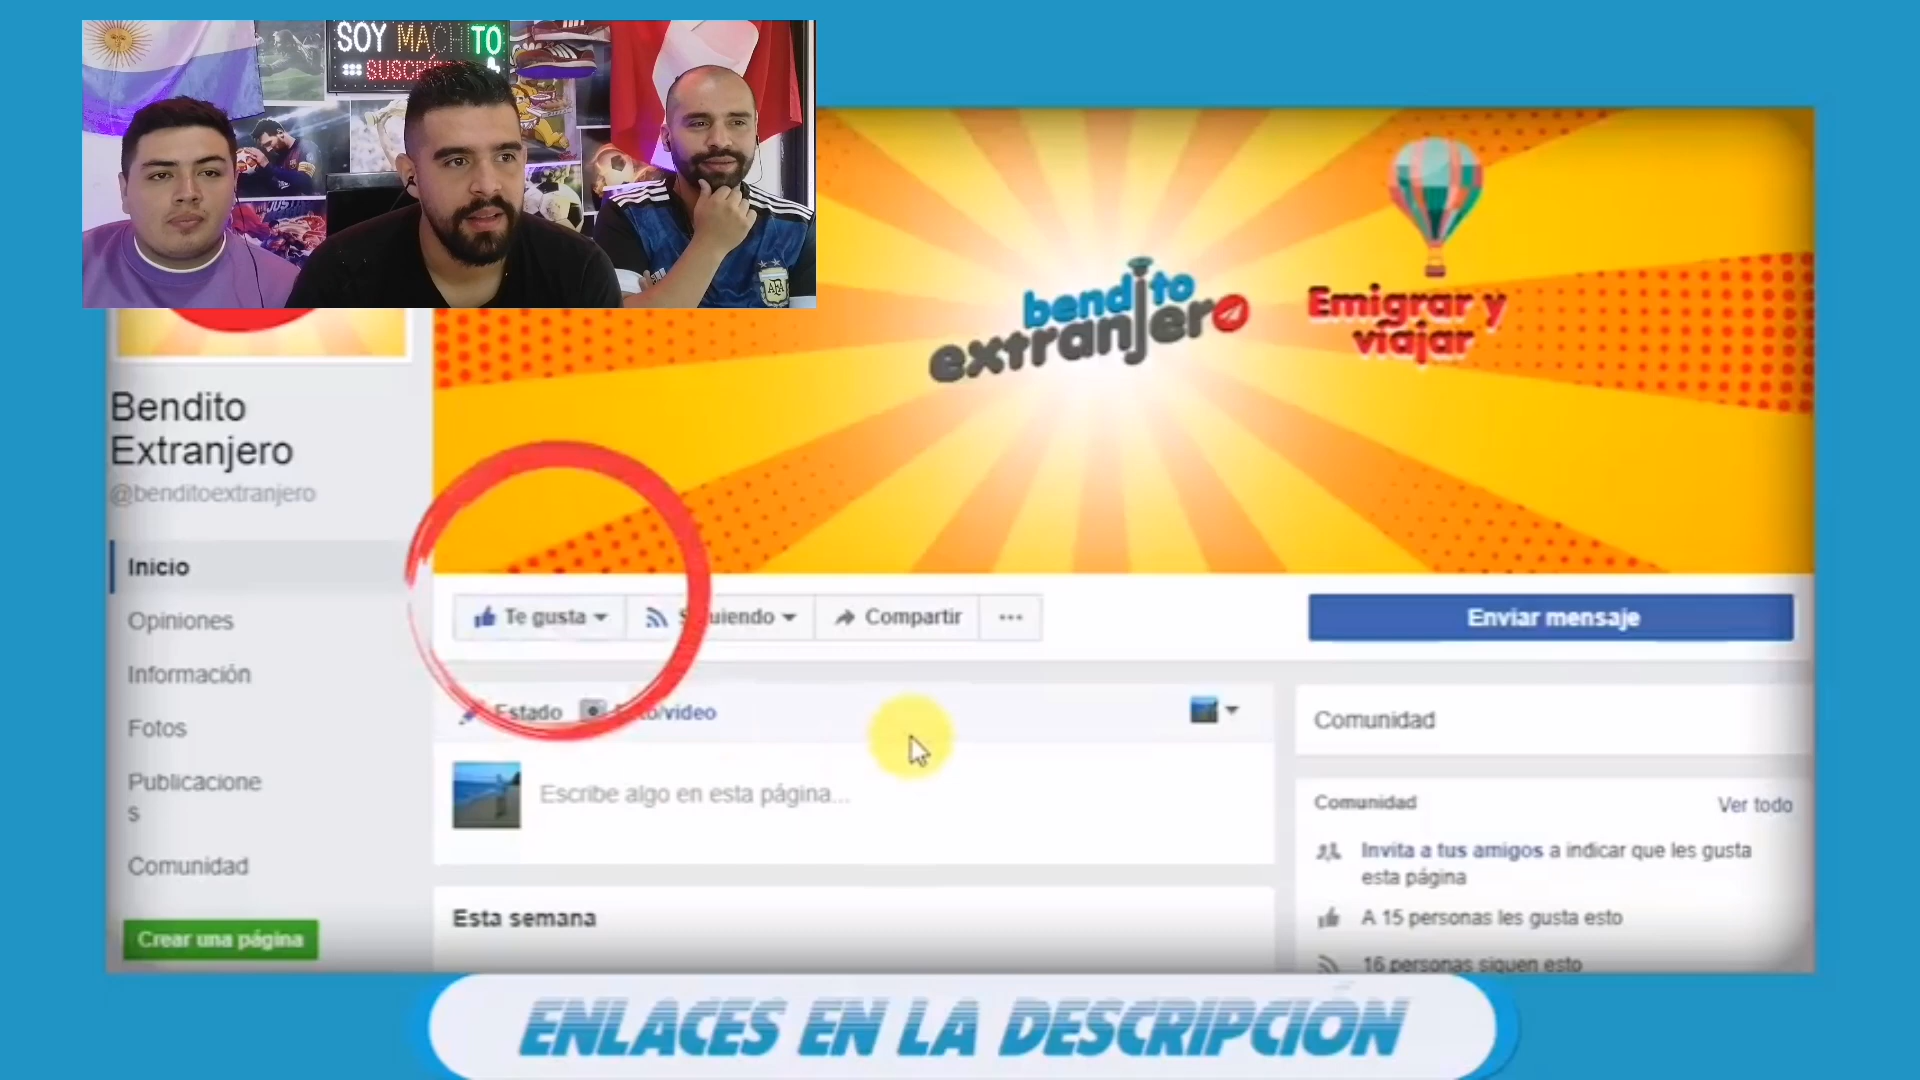 SOY MACHITO
bendito
extranjero
Emigrar y
viajar
Bendito
Extranjero
@benditoextranjero
Inicio
Opiniones
Información
Fotos
Publicacione
s
Comunidad
Crear una página
Te gusta
Compartir
...
Enviar mensaje
Estado
Escribe algo en esta página...
Esta semana
Comunidad
Comunidad
Ver todo
Invita a tus amigos a indicar que les gusta
esta página
A 15 personas les gusta esto
16 personas siguen esto
ENLACES EN LA DESCRIPCIÓN
AFA